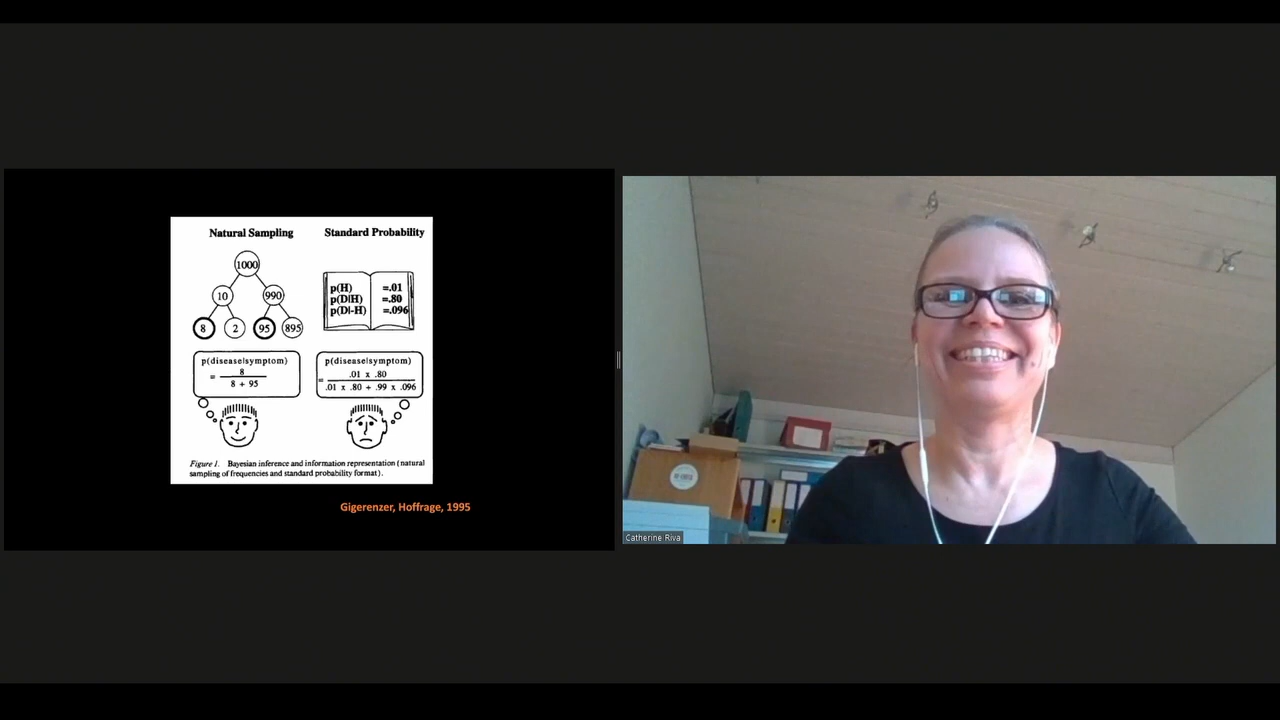 Natural Sampling
Standard Probability
1000
10
990
8
2
95
895
p(H) =.01
p(D|H) =.80
p(D|-H) =.096
p(disease|symptom)
= 8
8 + 95
p(disease|symptom)
= .01 x .80
.01 x .80 + .99 x .096
Figure 1. Bayesian inference and information representation (natural
sampling of frequencies and standard probability format).
Gigerenzer, Hoffrage, 1995
Catherine Riva